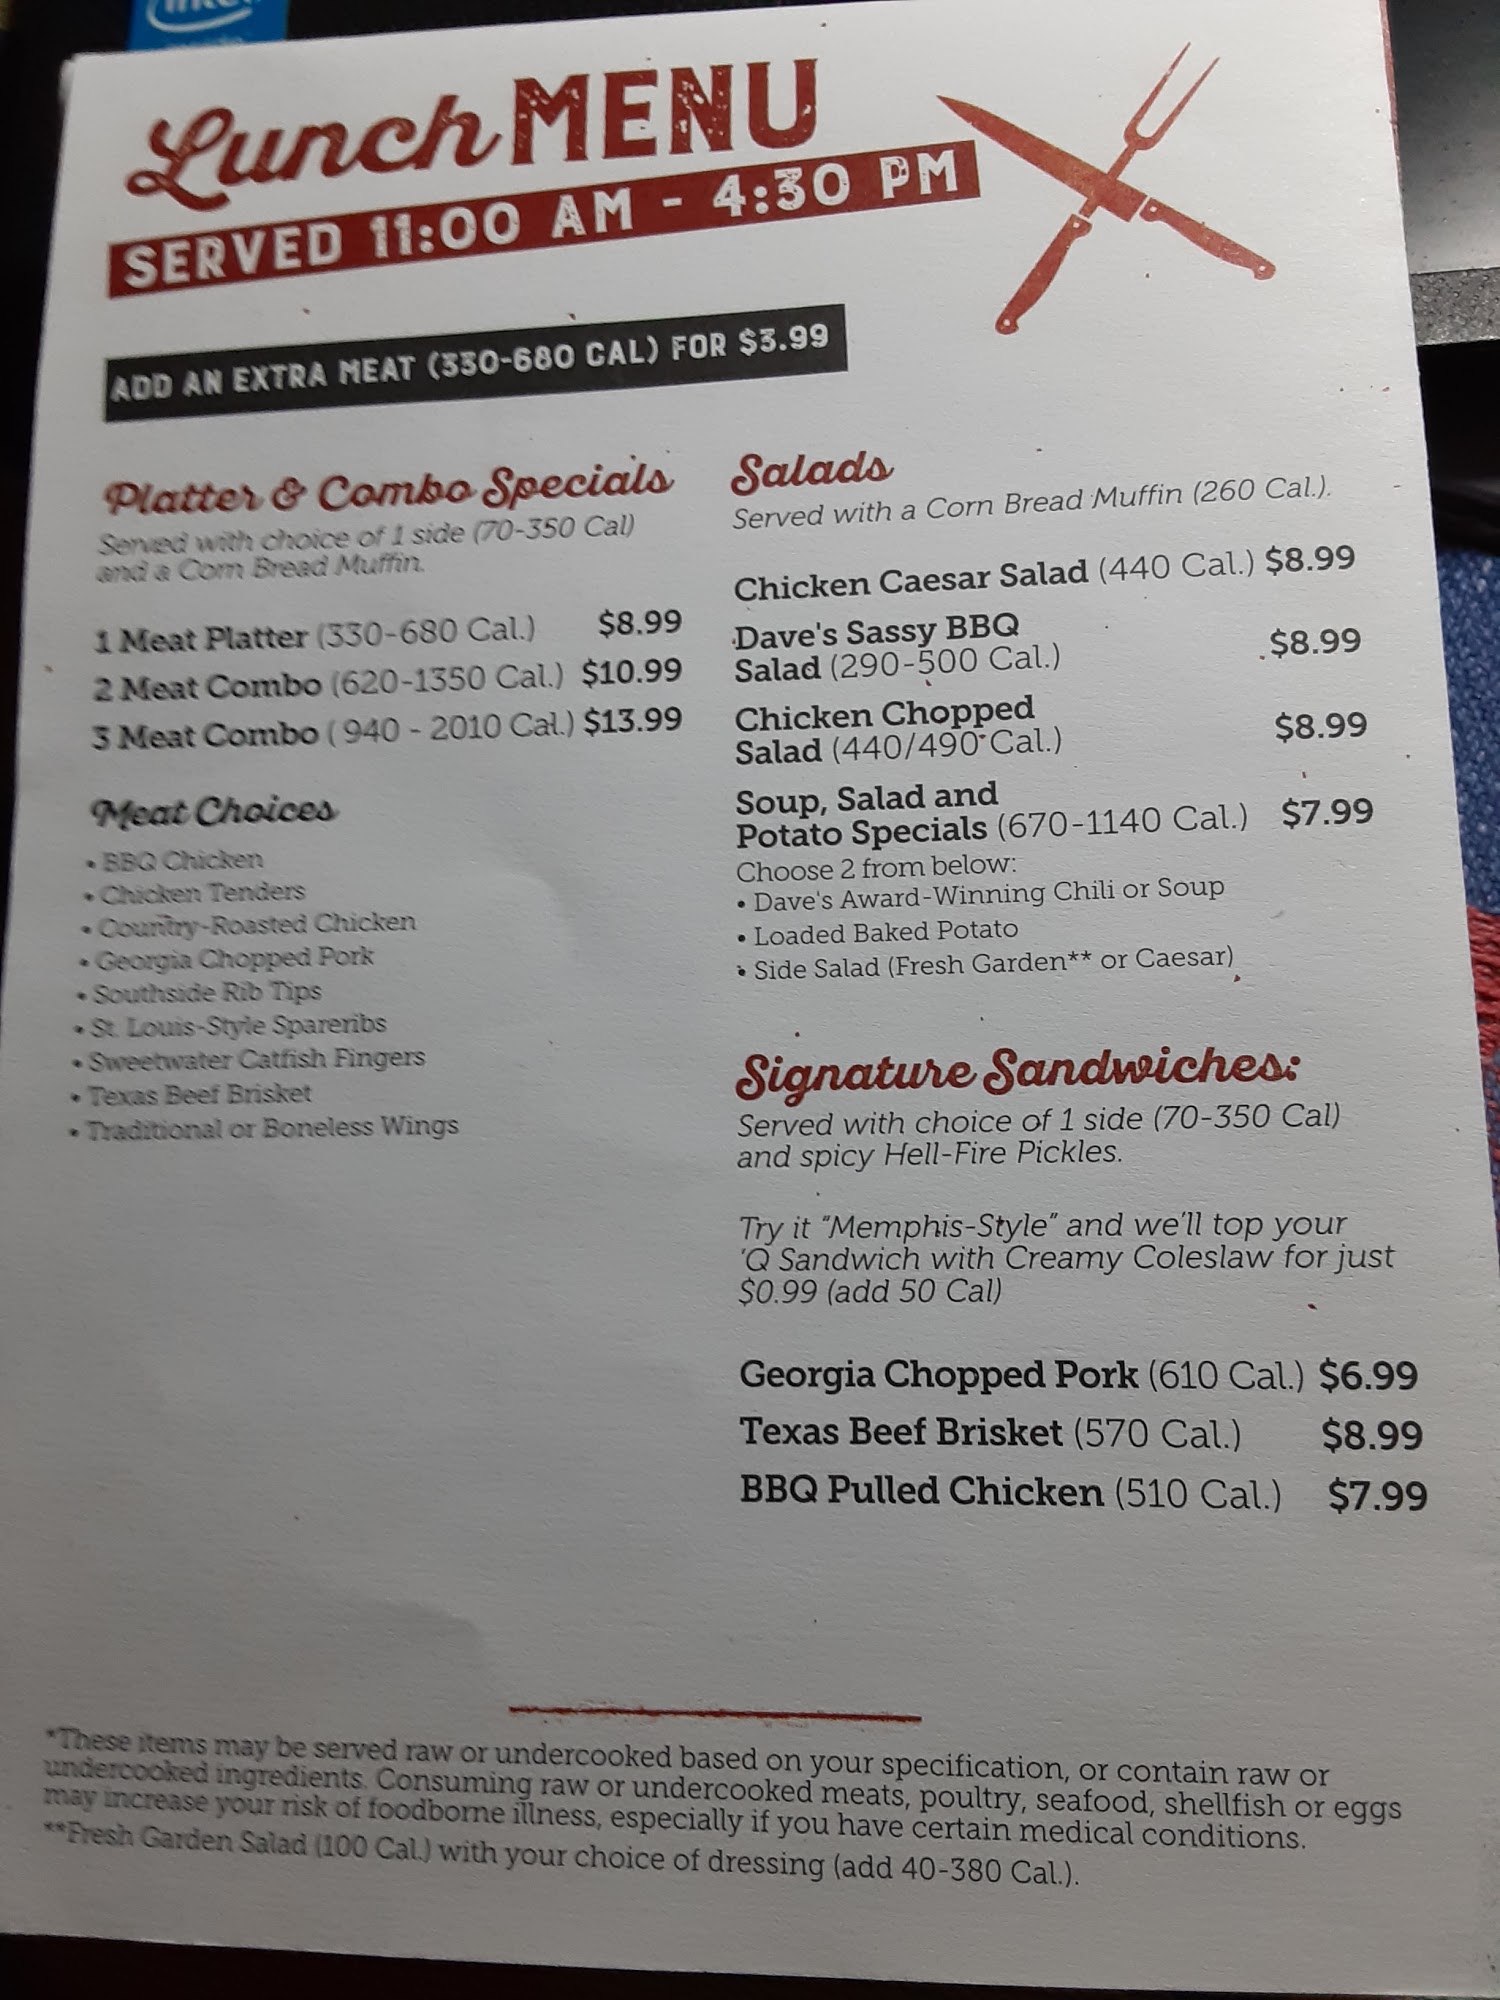 intel
Lunch MENU
SERVED 11:00 AM - 4:30 PM
ADD AN EXTRA MEAT (330-680 CAL) FOR $3.99
Platter & Combo Specials
Served with choice of 1 side (70-350 Cal)
and a Corn Bread Muffin.
1 Meat Platter (330-680 Cal.) $8.99
2 Meat Combo (620-1350 Cal.) $10.99
3 Meat Combo ( 940 - 2010 Cal.) $13.99
Meat Choices
• BBQ Chicken
• Chicken Tenders
• Country-Roasted Chicken
• Georgia Chopped Pork
• Southside Rib Tips
• St. Louis-Style Spareribs
• Sweetwater Catfish Fingers
• Texas Beef Brisket
• Traditional or Boneless Wings
Salads
Served with a Corn Bread Muffin (260 Cal.).
Chicken Caesar Salad (440 Cal.) $8.99
Dave's Sassy BBQ
Salad (290-500 Cal.) $8.99
Chicken Chopped
Salad (440/490 Cal.) $8.99
Soup, Salad and
Potato Specials (670-1140 Cal.) $7.99
Choose 2 from below:
• Dave's Award-Winning Chili or Soup
• Loaded Baked Potato
• Side Salad (Fresh Garden** or Caesar)
Signature Sandwiches:
Served with choice of 1 side (70-350 Cal)
and spicy Hell-Fire Pickles.
Try it "Memphis-Style" and we'll top your
'Q Sandwich with Creamy Coleslaw for just
$0.99 (add 50 Cal)
Georgia Chopped Pork (610 Cal.) $6.99
Texas Beef Brisket (570 Cal.) $8.99
BBQ Pulled Chicken (510 Cal.) $7.99
*These items may be served raw or undercooked based on your specification, or contain raw or
undercooked ingredients. Consuming raw or undercooked meats, poultry, seafood, shellfish or eggs
may increase your risk of foodborne illness, especially if you have certain medical conditions.
**Fresh Garden Salad (100 Cal.) with your choice of dressing (add 40-380 Cal.).